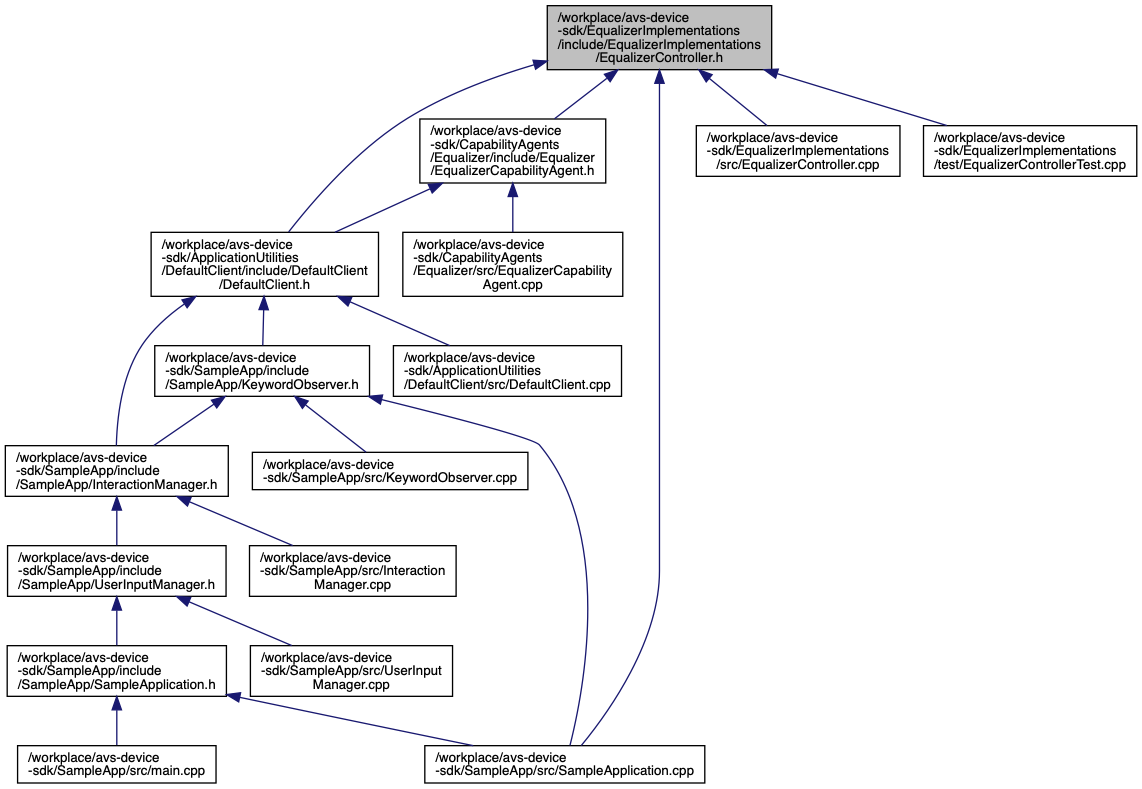 /workplace/avs-device
-sdk/EqualizerImplementations
/include/EqualizerImplementations
/EqualizerController.h
/workplace/avs-device
-sdk/CapabilityAgents
/Equalizer/include/Equalizer
/EqualizerCapabilityAgent.h
/workplace/avs-device
-sdk/EqualizerImplementations
/src/EqualizerController.cpp
/workplace/avs-device
-sdk/EqualizerImplementations
/test/EqualizerControllerTest.cpp
/workplace/avs-device
-sdk/ApplicationUtilities
/DefaultClient/include/DefaultClient
/DefaultClient.h
/workplace/avs-device
-sdk/CapabilityAgents
/Equalizer/src/EqualizerCapability
Agent.cpp
/workplace/avs-device
-sdk/SampleApp/include
/SampleApp/KeywordObserver.h
/workplace/avs-device
-sdk/ApplicationUtilities
/DefaultClient/src/DefaultClient.cpp
/workplace/avs-device
-sdk/SampleApp/include
/SampleApp/InteractionManager.h
/workplace/avs-device
-sdk/SampleApp/src/KeywordObserver.cpp
/workplace/avs-device
-sdk/SampleApp/include
/SampleApp/UserInputManager.h
/workplace/avs-device
-sdk/SampleApp/src/Interaction
Manager.cpp
/workplace/avs-device
-sdk/SampleApp/include
/SampleApp/SampleApplication.h
/workplace/avs-device
-sdk/SampleApp/src/UserInput
Manager.cpp
/workplace/avs-device
-sdk/SampleApp/src/main.cpp
/workplace/avs-device
-sdk/SampleApp/src/SampleApplication.cpp